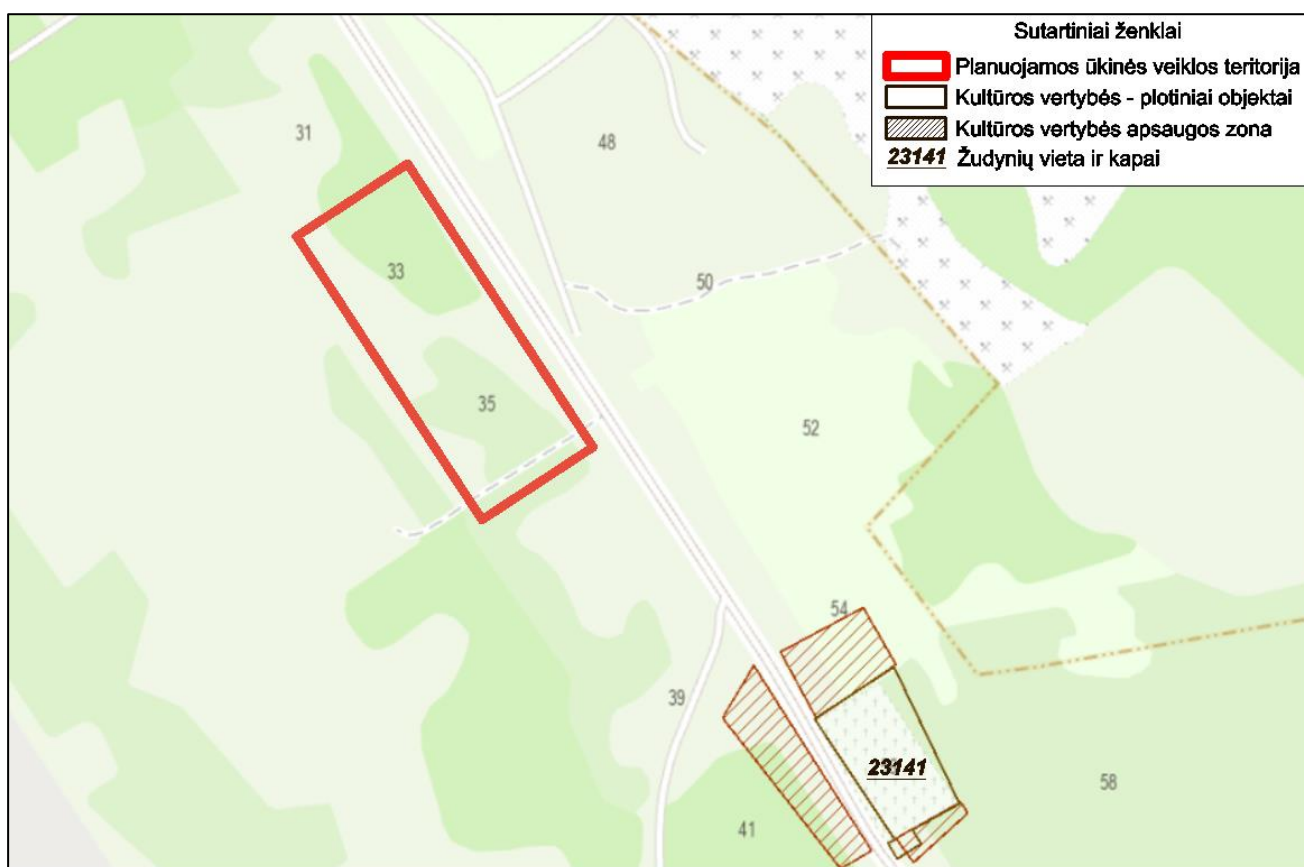 Sutartiniai ženklai
Planuojamos ūkinės veiklos teritorija
Kultūros vertybės - plotiniai objektai
Kultūros vertybės apsaugos zona
23141 Žudynių vieta ir kapai
31
48
33
50
35
52
54
39
23141
58
41